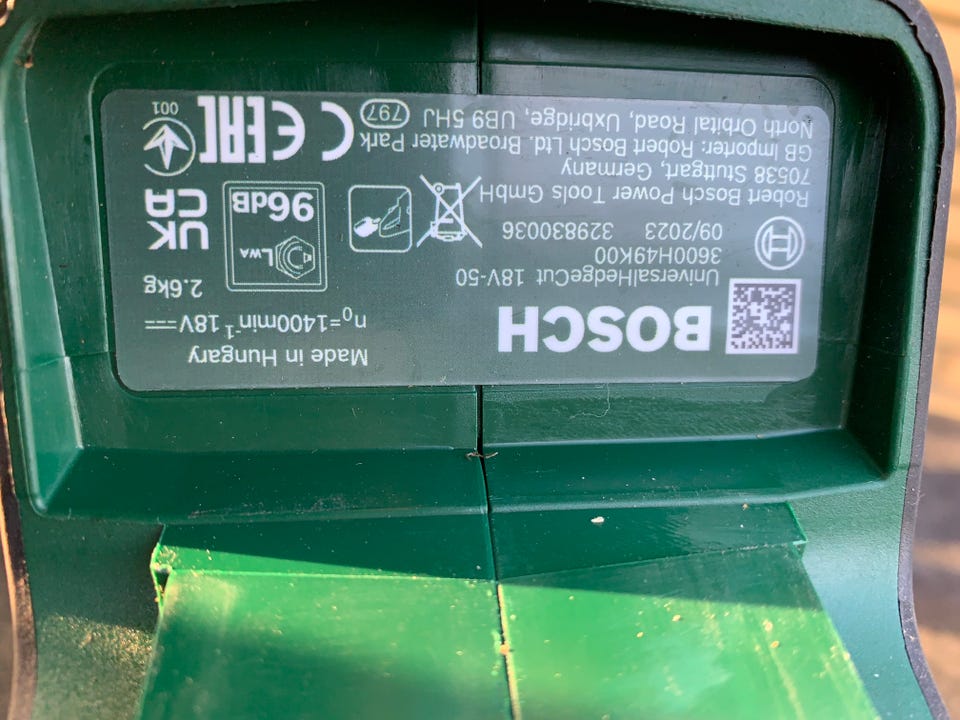 BOSCH
UniversalHedgeCut 18V-50
3600H49K00
09/2023 329830036
Robert Bosch Power Tools GmbH
70538 Stuttgart, Germany
GB Importer: Robert Bosch Ltd. Broadwater Park
North Orbital Road, Uxbridge, UB9 5HJ
797
Made in Hungary
n₀=1400min⁻¹ 18V⎓
2.6kg
LWA
96dB
UK
CA
CE
EAC
001